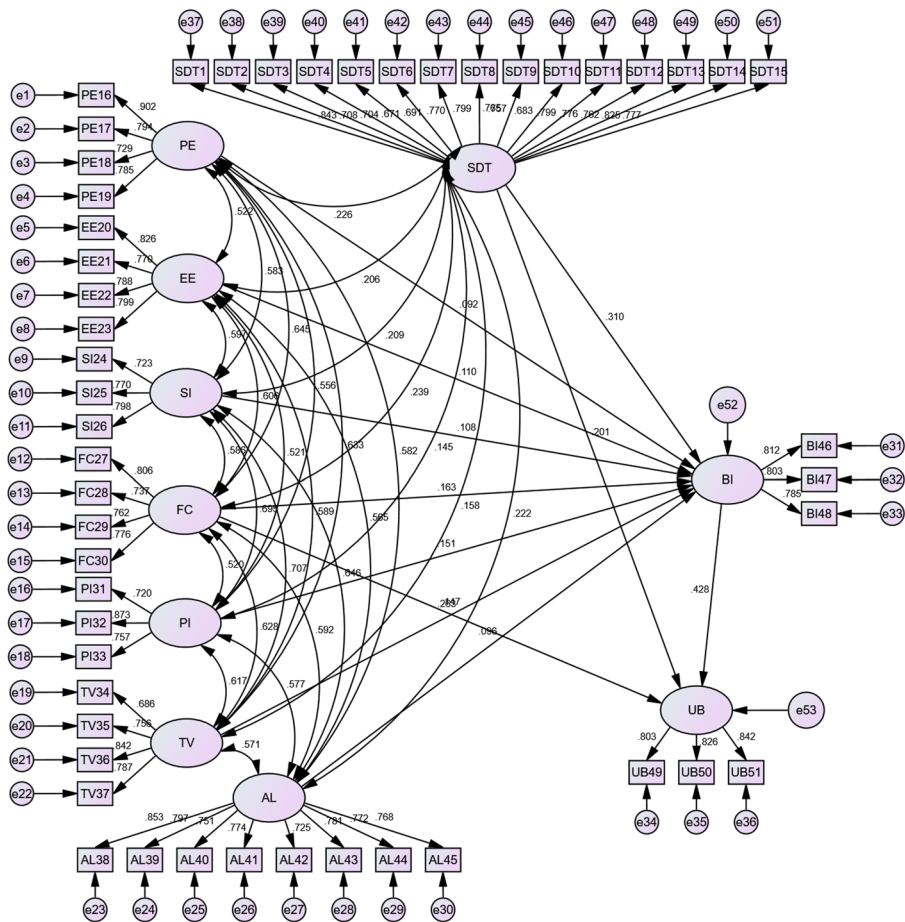 e37 e38 e39 e40 e41 e42 e43 e44 e45 e46 e47 e48 e49 e50 e51
SDT1 SDT2 SDT3 SDT4 SDT5 SDT6 SDT7 SDT8 SDT9 SDT10 SDT11 SDT12 SDT13 SDT14 SDT15
.843 .708 .704 .671 .691 .770 .799 .683 .799 .776 .762 .825 .777
SDT
e1 PE16 .902
e2 PE17 .794
e3 PE18 .729
e4 PE19 .785
PE
e5 EE20 .826
e6 EE21 .770
e7 EE22 .788
e8 EE23 .799
EE
e9 SI24 .723
e10 SI25 .770
e11 SI26 .798
SI
e12 FC27 .806
e13 FC28 .737
e14 FC29 .762
e15 FC30 .776
FC
e16 PI31 .720
e17 PI32 .873
e18 PI33 .757
PI
e19 TV34 .686
e20 TV35 .756
e21 TV36 .842
e22 TV37 .787
TV
.522 .226
.583 .206 .092 .310
.597 .645 .209
.556 .239 .110
.606 .108 .201
.633 .582 .145
.521
.163
.695 .589 .158 .222
.520 .151
.707 .646
.628 .592 .096
.617 .577
.571
.428
e52
BI
.812 BI46 e31
.803 BI47 e32
.785 BI48 e33
UB e53
.803 .826 .842
UB49 UB50 UB51
e34 e35 e36
AL
.853 .797 .751 .774 .725 .781 .772 .768
AL38 AL39 AL40 AL41 AL42 AL43 AL44 AL45
e23 e24 e25 e26 e27 e28 e29 e30